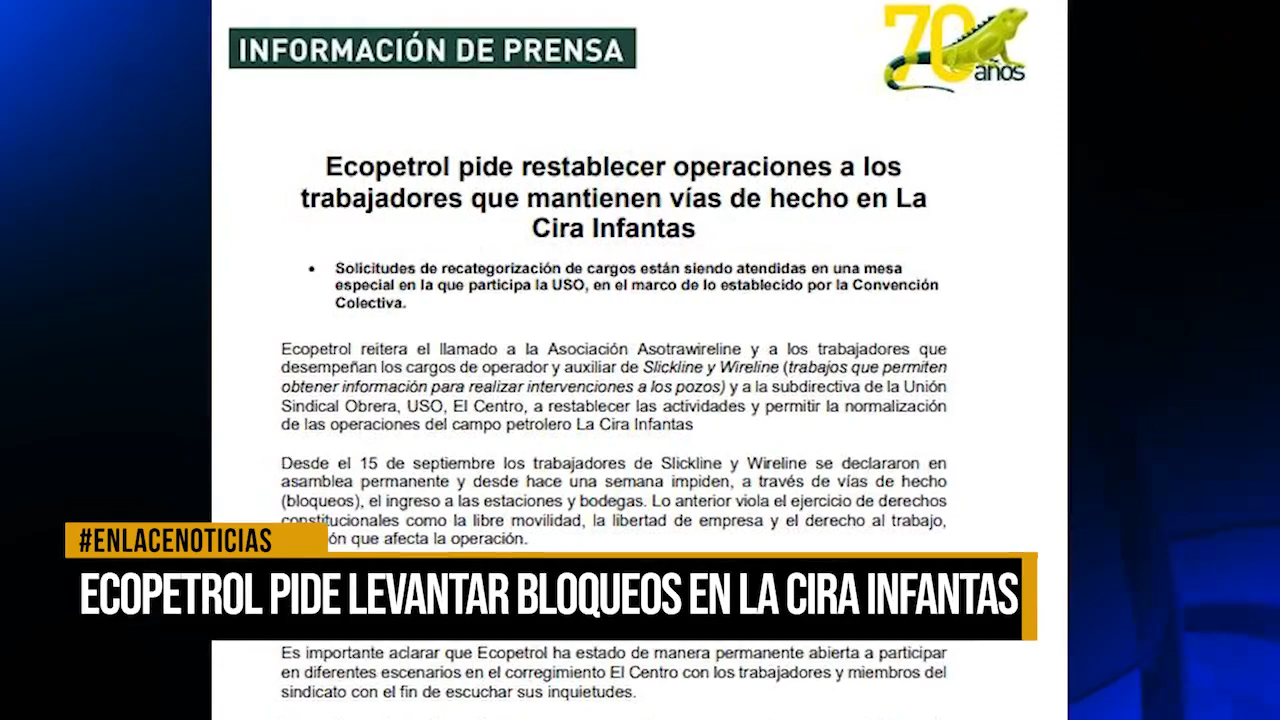 INFORMACIÓN DE PRENSA
70
años
Ecopetrol pide restablecer operaciones a los
trabajadores que mantienen vías de hecho en La
Cira Infantas
• Solicitudes de recategorización de cargos están siendo atendidas en una mesa
especial en la que participa la USO, en el marco de lo establecido por la Convención
Colectiva.
Ecopetrol reitera el llamado a la Asociación Asotrawireline y a los trabajadores que
desempeñan los cargos de operador y auxiliar de Slickline y Wireline (trabajos que permiten
obtener información para realizar intervenciones a los pozos) y a la subdirectiva de la Unión
Sindical Obrera, USO, El Centro, a restablecer las actividades y permitir la normalización
de las operaciones del campo petrolero La Cira Infantas
Desde el 15 de septiembre los trabajadores de Slickline y Wireline se declararon en
asamblea permanente y desde hace una semana impiden, a través de vías de hecho
(bloqueos), el ingreso a las estaciones y bodegas. Lo anterior viola el ejercicio de derechos
constitucionales como la libre movilidad, la libertad de empresa y el derecho al trabajo,
ón que afecta la operación.
#ENLACENOTICIAS
ECOPETROL PIDE LEVANTAR BLOQUEOS EN LA CIRA INFANTAS
Es importante aclarar que Ecopetrol ha estado de manera permanente abierta a participar
en diferentes escenarios en el corregimiento El Centro con los trabajadores y miembros del
sindicato con el fin de escuchar sus inquietudes.